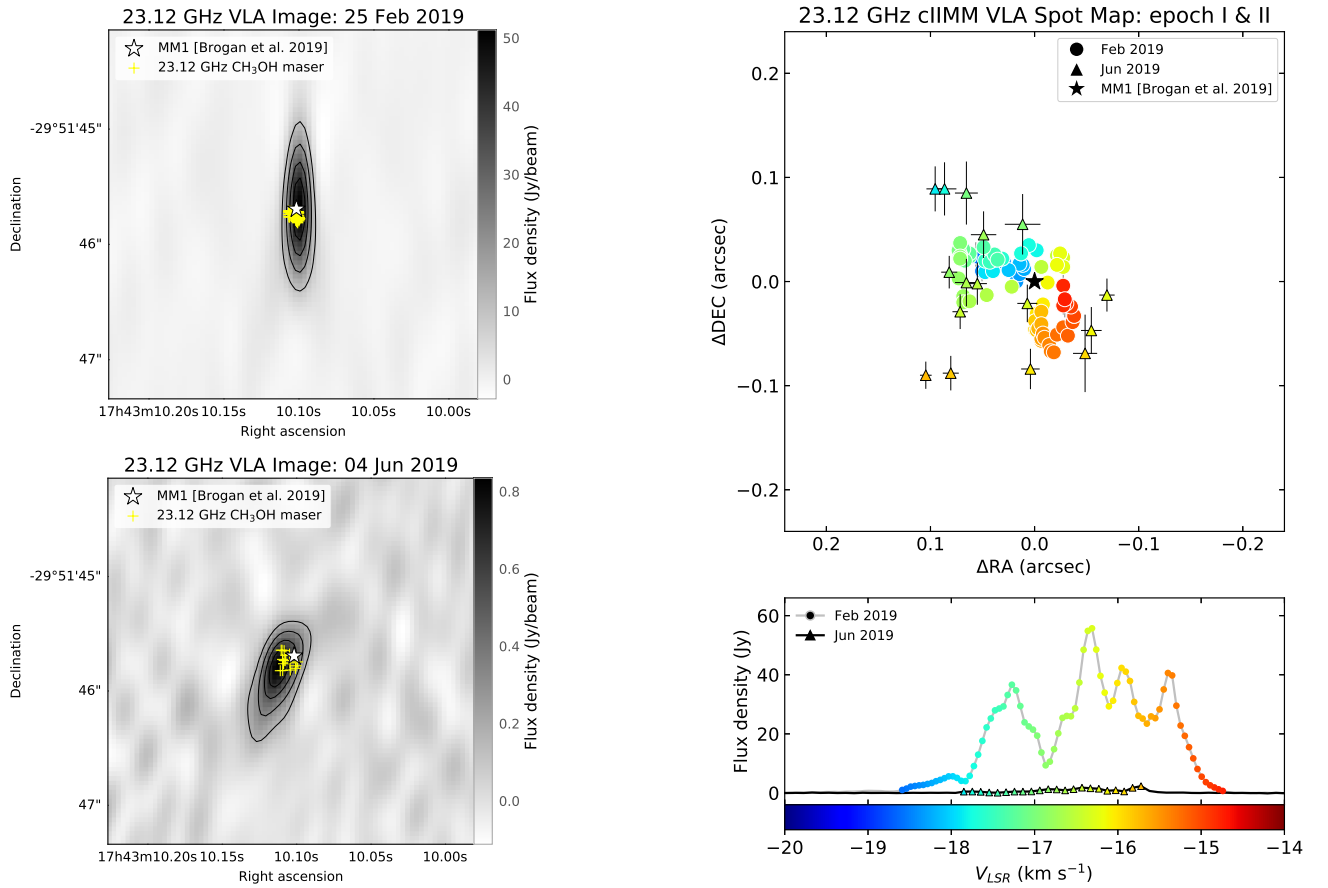 23.12 GHz VLA Image: 25 Feb 2019
MM1 [Brogan et al. 2019]
23.12 GHz CH₃OH maser
-29°51'45"
46"
47"
Declination
17h43m10.20s 10.15s 10.10s 10.05s 10.00s
Right ascension
50
40
30
20
10
0
Flux density (Jy/beam)
23.12 GHz VLA Image: 04 Jun 2019
MM1 [Brogan et al. 2019]
23.12 GHz CH₃OH maser
-29°51'45"
46"
47"
Declination
17h43m10.20s 10.15s 10.10s 10.05s 10.00s
Right ascension
0.8
0.6
0.4
0.2
0.0
Flux density (Jy/beam)
23.12 GHz cIIMM VLA Spot Map: epoch I & II
Feb 2019
Jun 2019
MM1 [Brogan et al. 2019]
0.2
0.1
0.0
−0.1
−0.2
ΔDEC (arcsec)
0.2 0.1 0.0 −0.1 −0.2
ΔRA (arcsec)
Feb 2019
Jun 2019
60
40
20
0
Flux density (Jy)
−20 −19 −18 −17 −16 −15 −14
V_LSR (km s⁻¹)